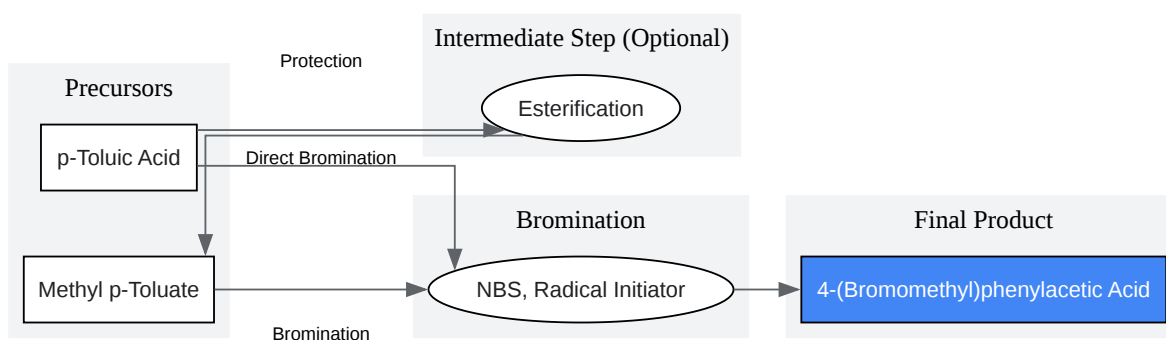 Intermediate Step (Optional)
Protection
Precursors
Esterification
p-Toluic Acid
Direct Bromination
Bromination
Final Product
Methyl p-Toluate
NBS, Radical Initiator
4-(Bromomethyl)phenylacetic Acid
Bromination